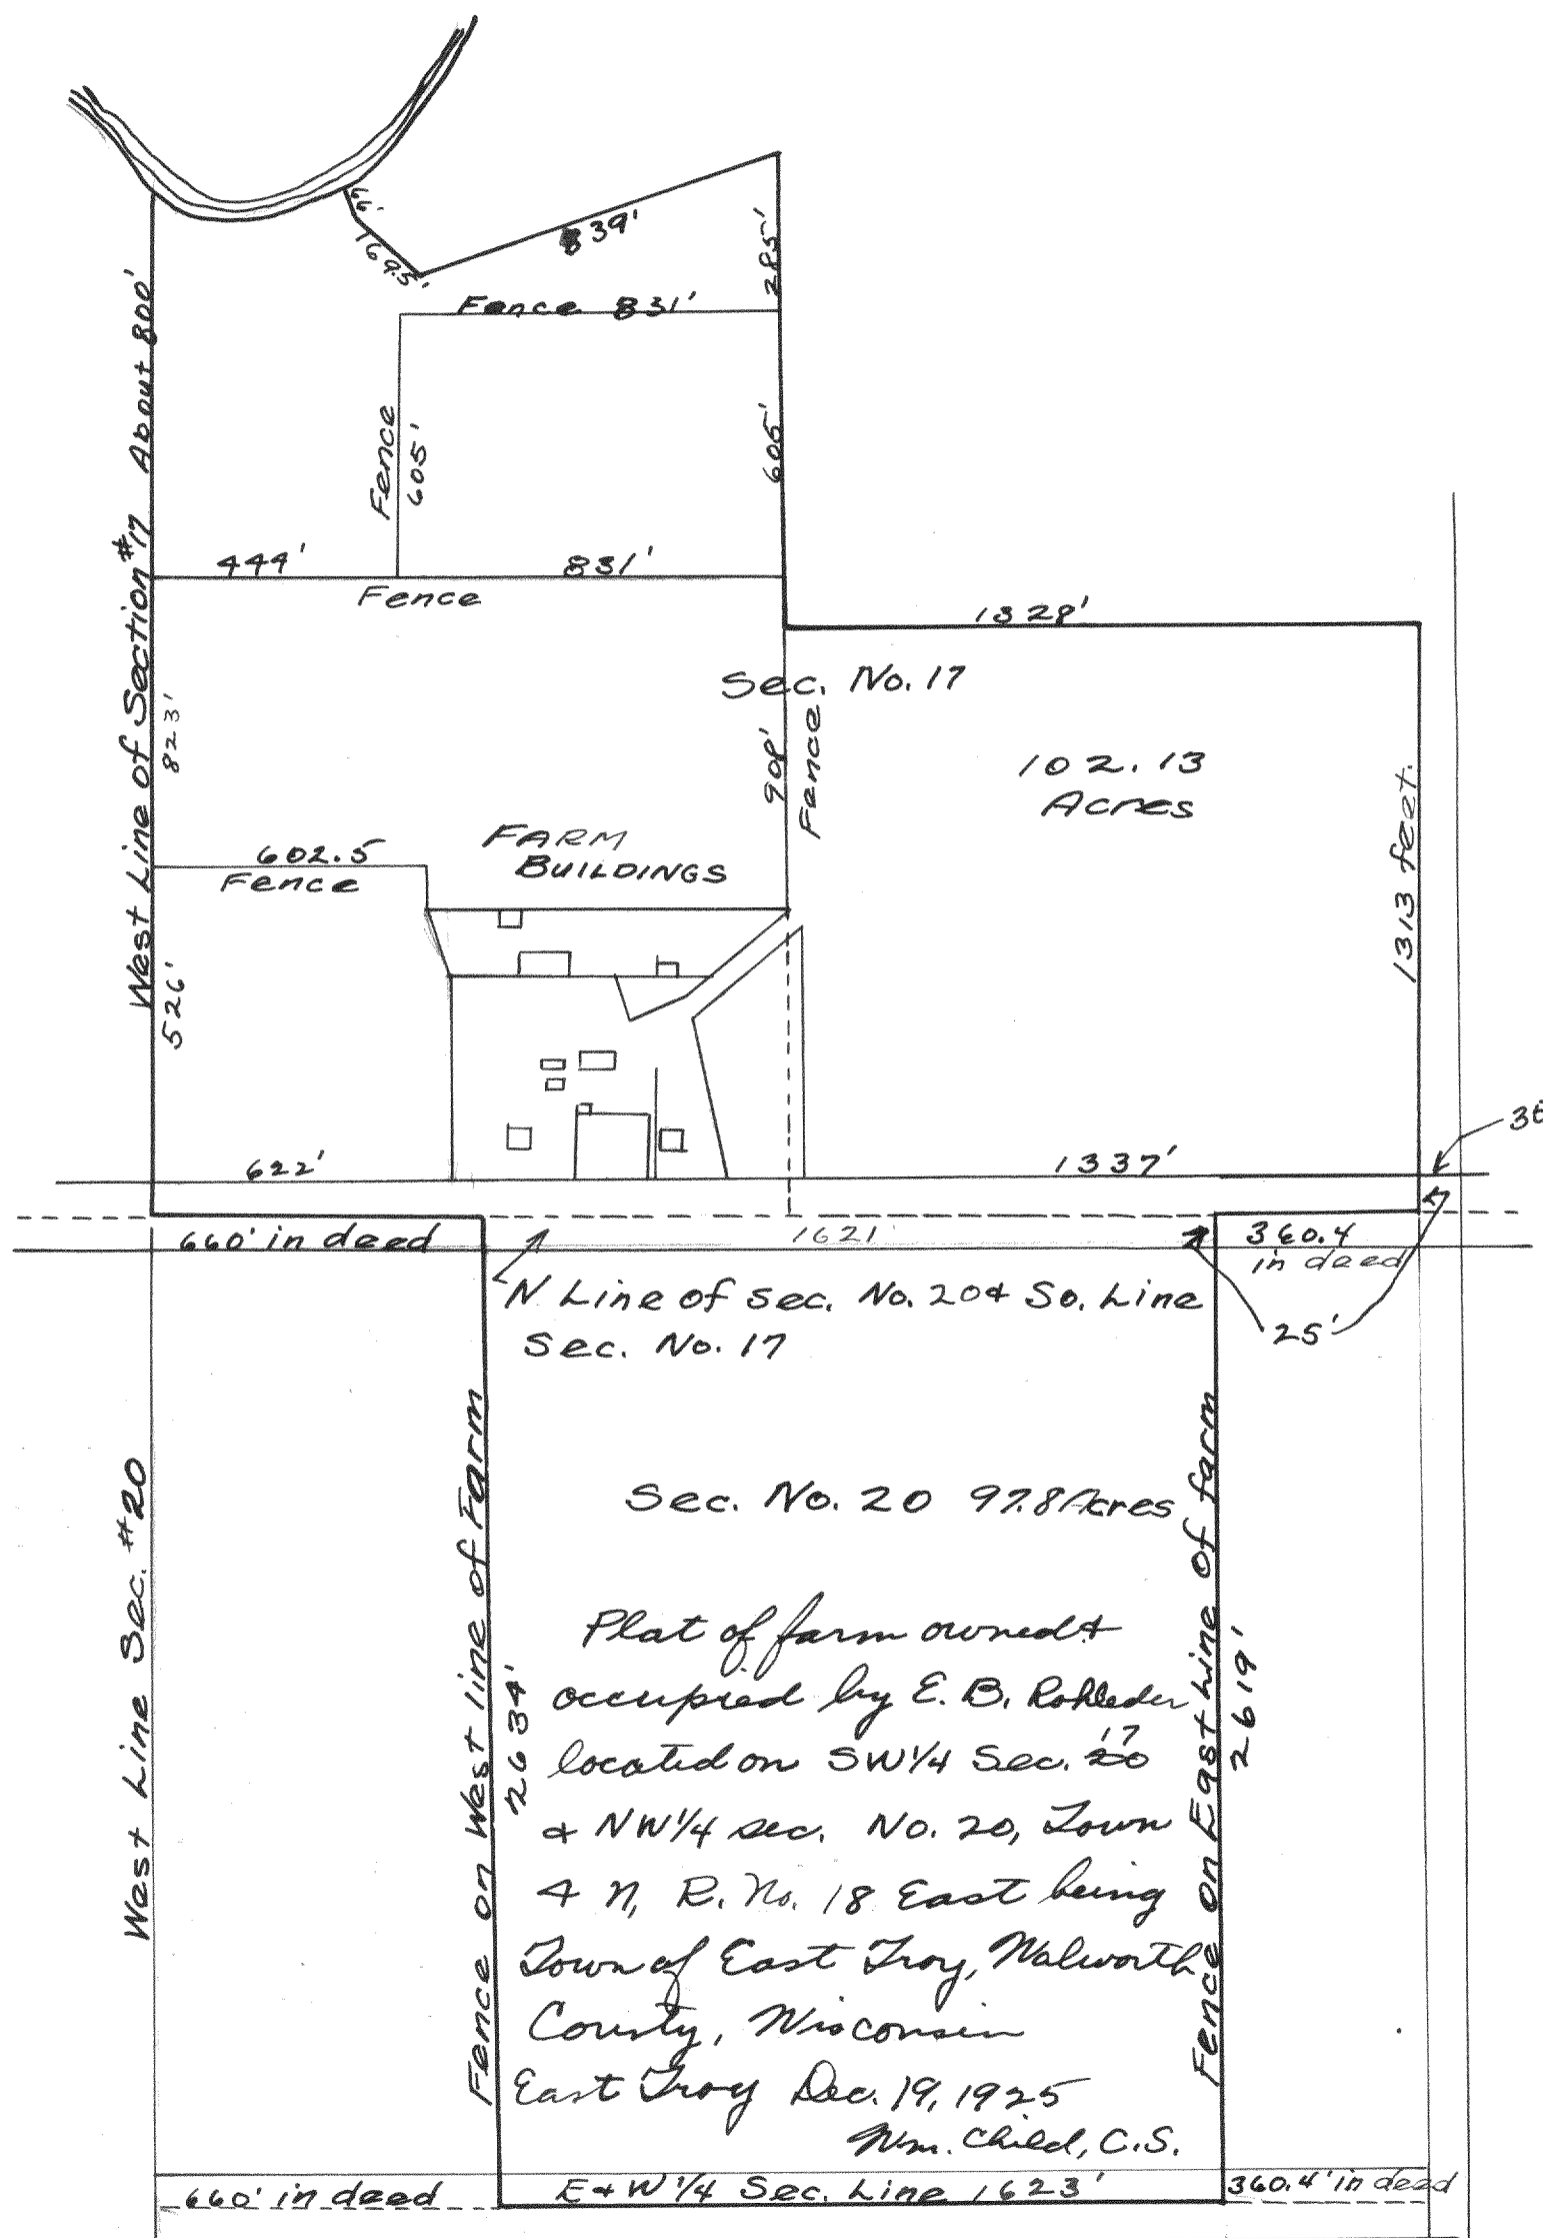 66'
169.5'
839'
285'
Fence 831'
West Line of Section #17 About 800'
Fence
605'
605'
444'
831'
Fence
1328'
Sec. No. 17
823'
908'
Fence
102.13
Acres
1313 feet.
602.5
Fence
FARM
BUILDINGS
526'
622'
1337'
660' in deed
1621'
360.4
in deed
25'
N Line of sec. No. 20 & So. Line
Sec. No. 17
West Line Sec. #20
Fence on West line of Farm
2634'
Sec. No. 20 97.8 Acres
Fence on East Line of farm
2619'
Plat of farm owned &
occupied by E. B. Rohleder
located on SW 1/4 Sec. 17
& NW 1/4 sec. No. 20, Town
4 N, R. No. 18 East being
Town of East Troy, Walworth
County, Wisconsin
East Troy Dec. 19, 1925
Wm. Child, C.S.
660' in deed
E & W 1/4 Sec. Line 1623'
360.4' in deed